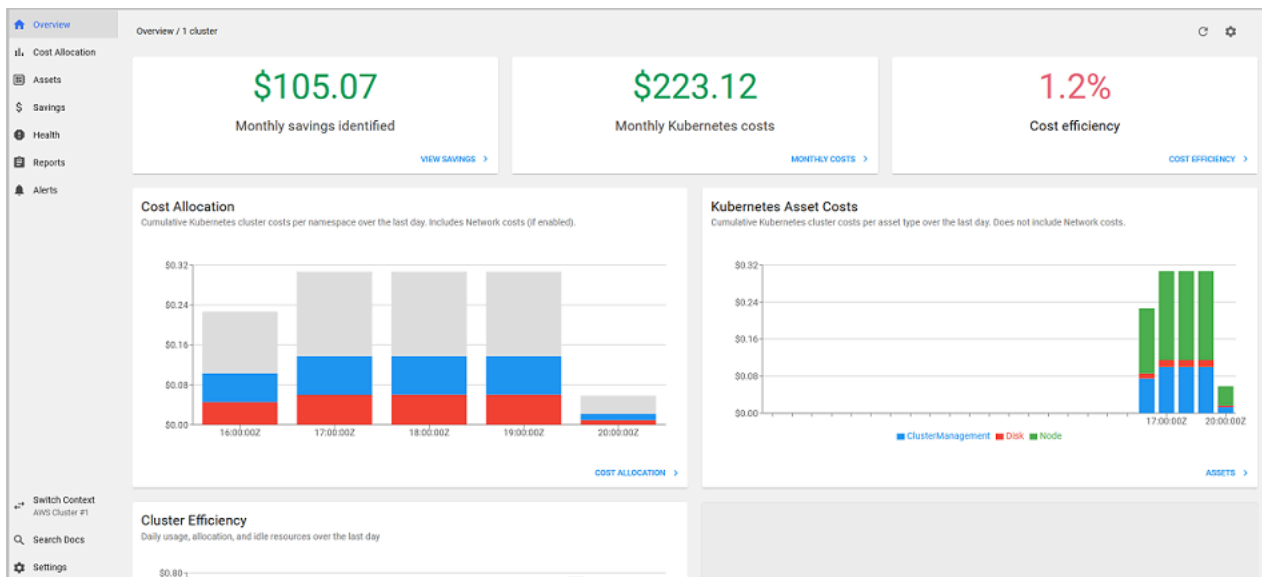 Overview
Cost Allocation
Assets
Savings
Health
Reports
Alerts
Switch Context
AWS Cluster #1
Search Docs
Settings
Overview / 1 cluster
$105.07
Monthly savings identified
VIEW SAVINGS >
$223.12
Monthly Kubernetes costs
MONTHLY COSTS >
1.2%
Cost efficiency
COST EFFICIENCY >
Cost Allocation
Cumulative Kubernetes cluster costs per namespace over the last day. Includes Network costs (if enabled).
$0.32
$0.24
$0.16
$0.08
$0.00
16:00:00Z 17:00:00Z 18:00:00Z 19:00:00Z 20:00:00Z
COST ALLOCATION >
Kubernetes Asset Costs
Cumulative Kubernetes cluster costs per asset type over the last day. Does not include Network costs.
$0.32
$0.24
$0.16
$0.08
$0.00
17:00:00Z 20:00:00Z
ClusterManagement Disk Node
ASSETS >
Cluster Efficiency
Daily usage, allocation, and idle resources over the last day
$0.80